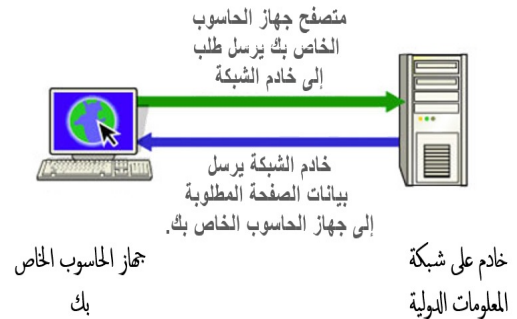 متصفح جهاز الحاسوب
الخاص بك يرسل طلب
إلى خادم الشبكة
خادم الشبكة يرسل
بيانات الصفحة المطلوبة
إلى جهاز الحاسوب الخاص بك.
خادم على شبكة
المعلومات الدولية
جهاز الحاسوب الخاص
بك